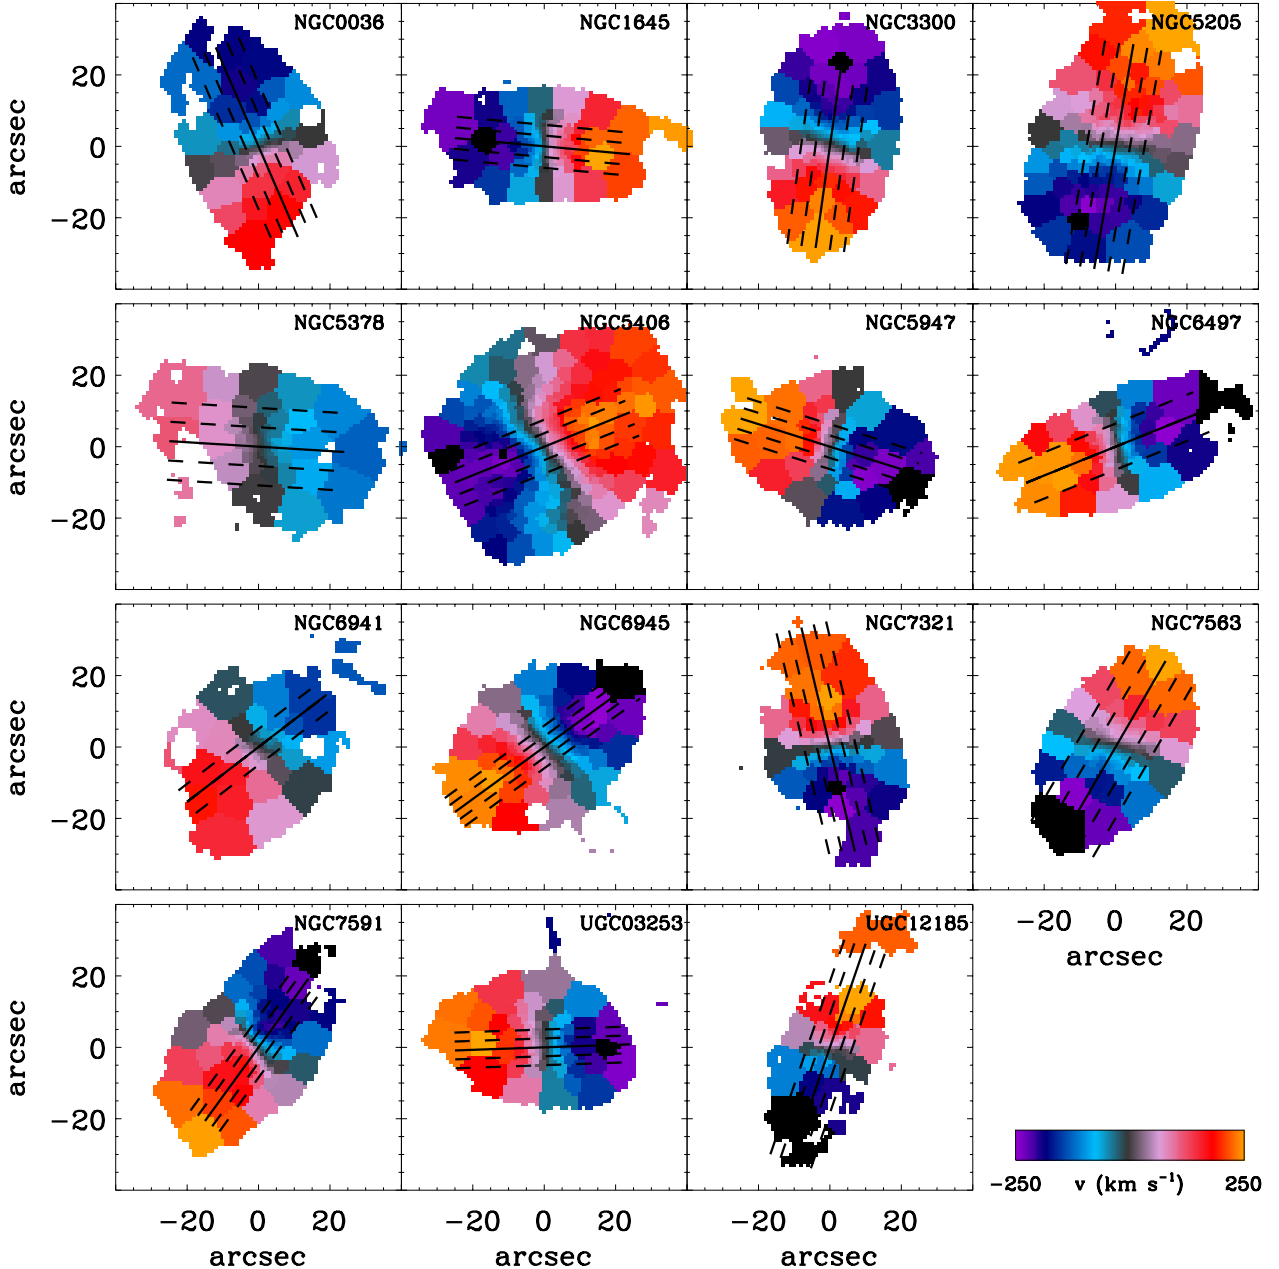 NGC0036 NGC1645 NGC3300 NGC5205
20
0
−20
arcsec
NGC5378 NGC5406 NGC5947 NGC6497
20
0
−20
arcsec
NGC6941 NGC6945 NGC7321 NGC7563
20
0
−20
arcsec
−20 0 20
arcsec
NGC7591 UGC03253 UGC12185
20
0
−20
arcsec
−250 v (km s⁻¹) 250
−20 0 20 −20 0 20 −20 0 20
arcsec arcsec arcsec